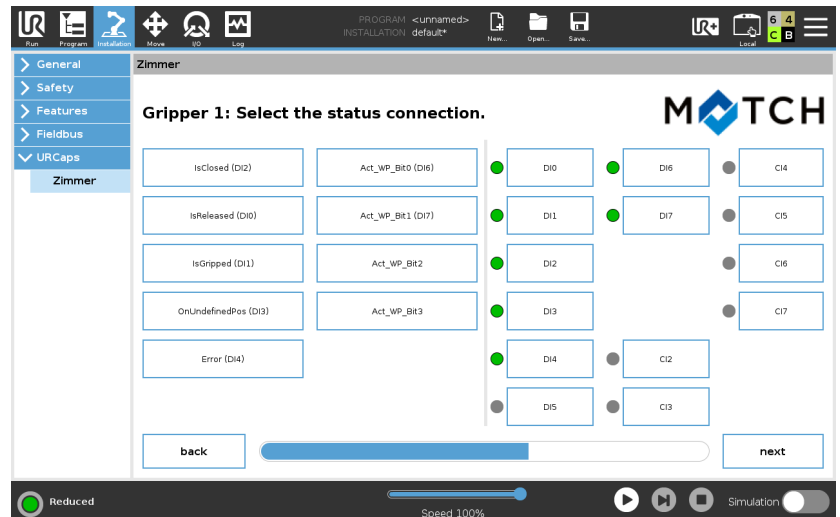 PROGRAM <unnamed>
INSTALLATION default*
UR
Run
Program
Installation
Move
I/O
Log
New...
Open...
Save...
UR+
Local
6 4
C B
General
Safety
Features
Fieldbus
URCaps
Zimmer
Zimmer
Gripper 1: Select the status connection.
MATCH
IsClosed (DI2)
Act_WP_Bit0 (DI6)
DI0
DI6
CI4
IsReleased (DI0)
Act_WP_Bit1 (DI7)
DI1
DI7
CI5
IsGripped (DI1)
Act_WP_Bit2
DI2
CI6
OnUndefinedPos (DI3)
Act_WP_Bit3
DI3
CI7
Error (DI4)
DI4
CI2
DI5
CI3
back
next
Reduced
Speed 100%
Simulation